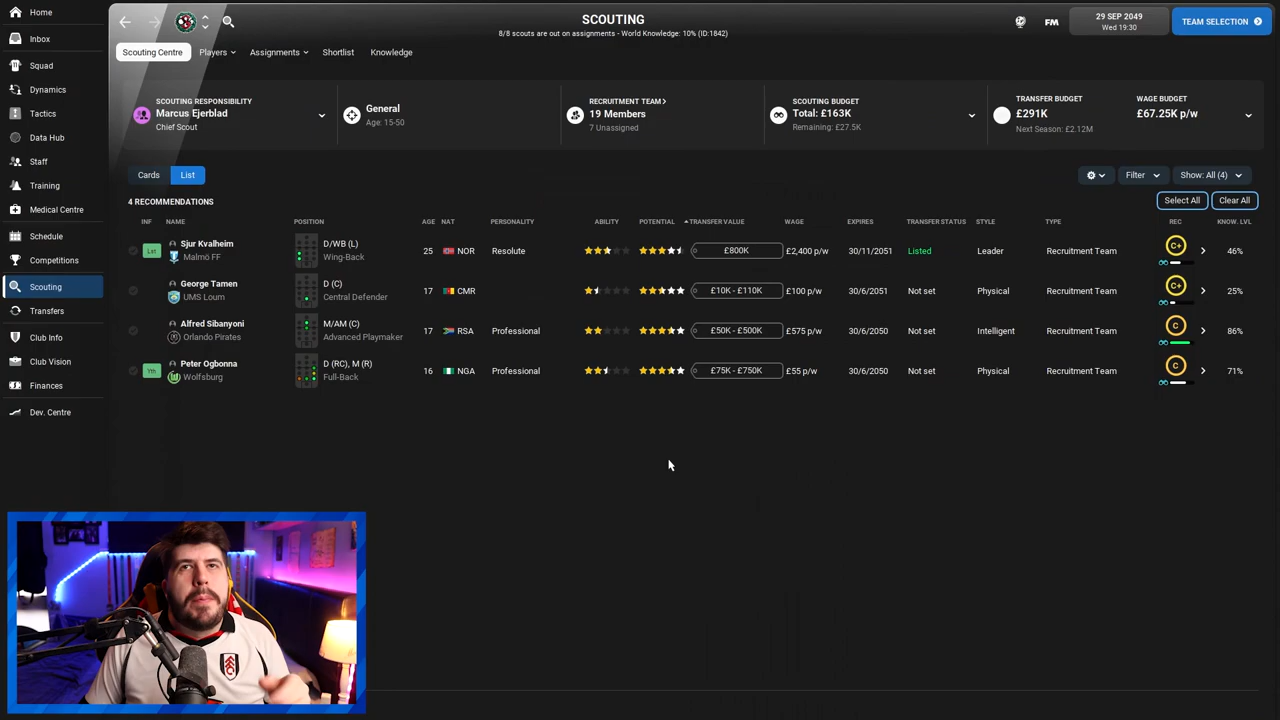 Home
SCOUTING
8/8 scouts are out on assignments - World Knowledge: 10% (ID:1842)
FM
29 SEP 2049
Wed 19:30
TEAM SELECTION
Inbox
Scouting Centre
Players
Assignments
Shortlist
Knowledge
Squad
Dynamics
Tactics
Data Hub
Staff
Training
Medical Centre
Schedule
Competitions
Scouting
Transfers
Club Info
Club Vision
Finances
Dev. Centre
SCOUTING RESPONSIBILITY
Marcus Ejerblad
Chief Scout
General
Age: 15-50
RECRUITMENT TEAM
19 Members
7 Unassigned
SCOUTING BUDGET
Total: £163K
Remaining: £27.5K
TRANSFER BUDGET
£291K
Next Season: £2.12M
WAGE BUDGET
£67.25K p/w
Cards
List
Filter
Show: All (4)
4 RECOMMENDATIONS
Select All
Clear All
INF NAME POSITION AGE NAT PERSONALITY ABILITY POTENTIAL TRANSFER VALUE WAGE EXPIRES TRANSFER STATUS STYLE TYPE REC KNOW. LVL
Lst Sjur Kvalheim D/WB (L) 25 NOR Resolute £800K £2,400 p/w 30/11/2051 Listed Leader Recruitment Team C+ 46%
Malmö FF Wing-Back
George Tamen D (C) 17 CMR £10K - £110K £100 p/w 30/6/2051 Not set Physical Recruitment Team C+ 25%
UMS Loum Central Defender
Alfred Sibanyoni M/AM (C) 17 RSA Professional £50K - £500K £575 p/w 30/6/2050 Not set Intelligent Recruitment Team C 86%
Orlando Pirates Advanced Playmaker
Yth Peter Ogbonna D (RC), M (R) 16 NGA Professional £75K - £750K £55 p/w 30/6/2050 Not set Physical Recruitment Team C 71%
Wolfsburg Full-Back